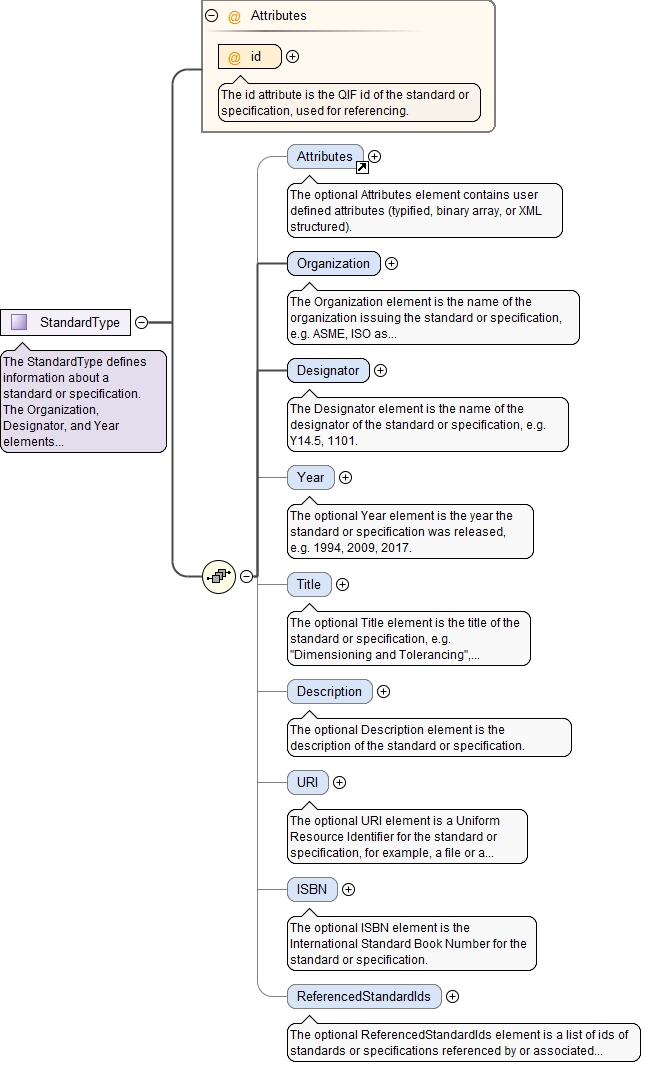 @ Attributes
@ id
The id attribute is the QIF id of the standard or
specification, used for referencing.
Attributes
The optional Attributes element contains user
defined attributes (typified, binary array, or XML
structured).
Organization
The Organization element is the name of the
organization issuing the standard or specification,
e.g. ASME, ISO as...
StandardType
The StandardType defines
information about a
standard or specification.
The Organization,
Designator, and Year
elements...
Designator
The Designator element is the name of the
designator of the standard or specification, e.g.
Y14.5, 1101.
Year
The optional Year element is the year the
standard or specification was released,
e.g. 1994, 2009, 2017.
Title
The optional Title element is the title of the
standard or specification, e.g.
"Dimensioning and Tolerancing",...
Description
The optional Description element is the
description of the standard or specification.
URI
The optional URI element is a Uniform
Resource Identifier for the standard or
specification, for example, a file or a...
ISBN
The optional ISBN element is the
International Standard Book Number for the
standard or specification.
ReferencedStandardIds
The optional ReferencedStandardIds element is a list of ids of
standards or specifications referenced by or associated...